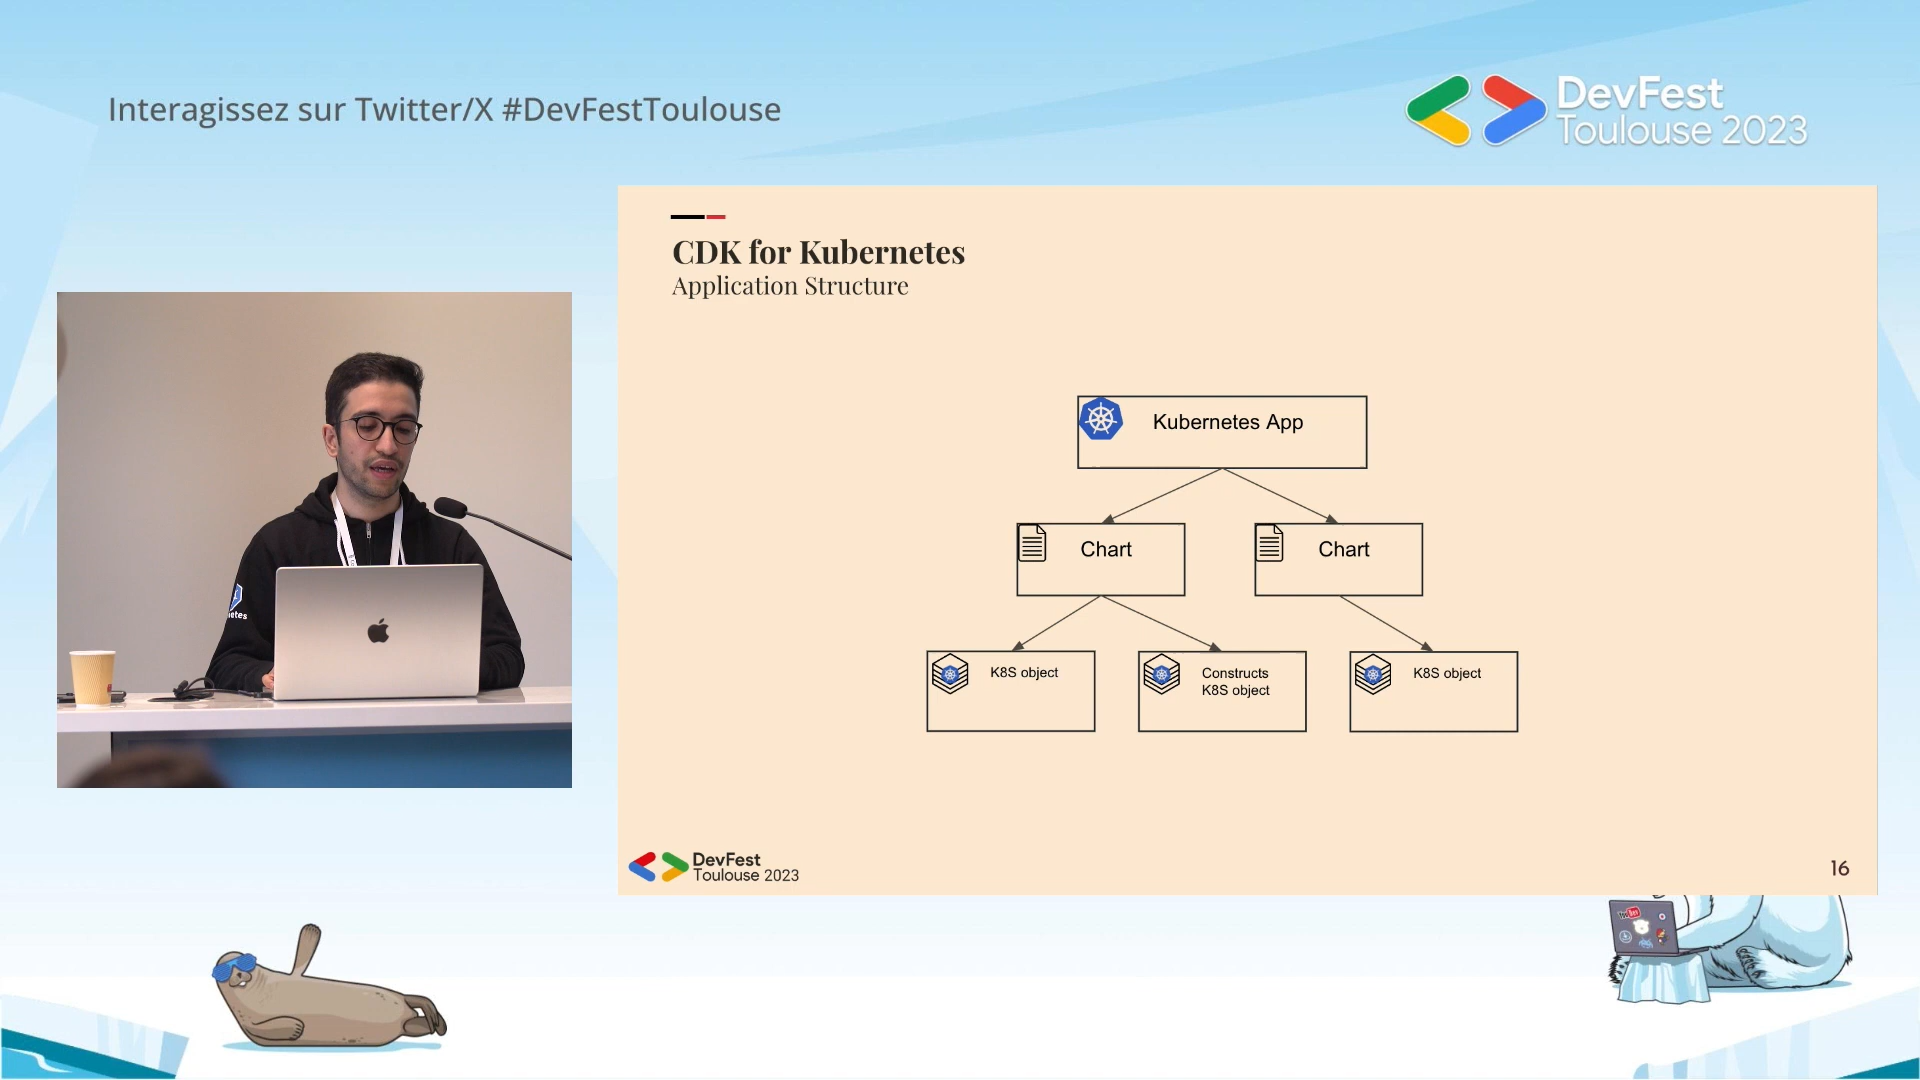 Interagissez sur Twitter/X #DevFestToulouse
DevFest
Toulouse 2023
CDK for Kubernetes
Application Structure
Kubernetes App
Chart
Chart
K8S object
Constructs
K8S object
K8S object
DevFest
Toulouse 2023
16
etes